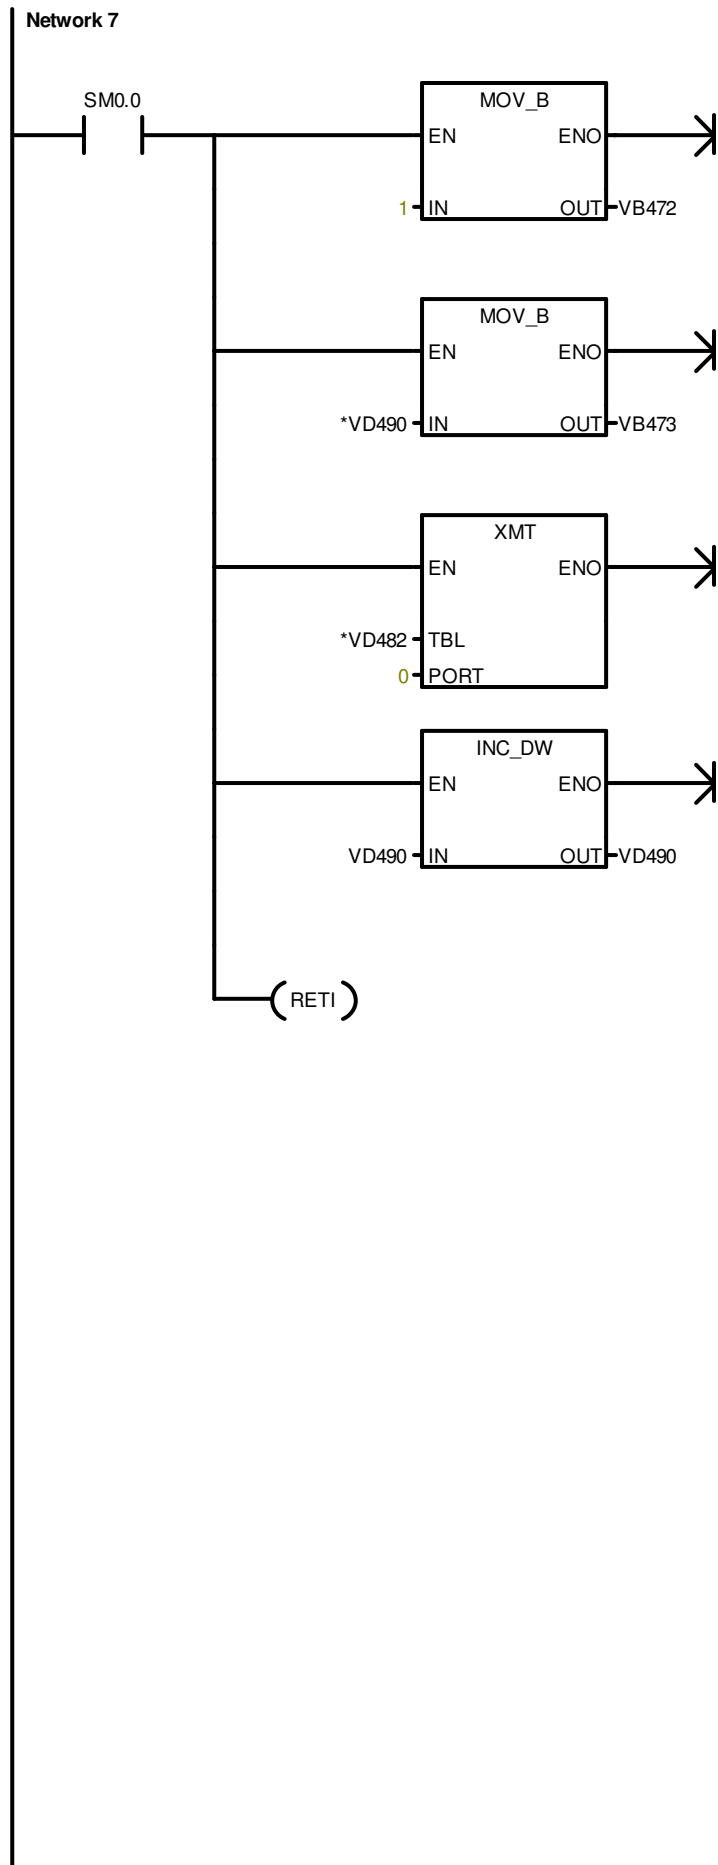 Network 7
SM0.0
MOV_B
EN ENO
1 IN OUT VB472
MOV_B
EN ENO
*VD490 IN OUT VB473
XMT
EN ENO
*VD482 TBL
0 PORT
INC_DW
EN ENO
VD490 IN OUT VD490
RETI